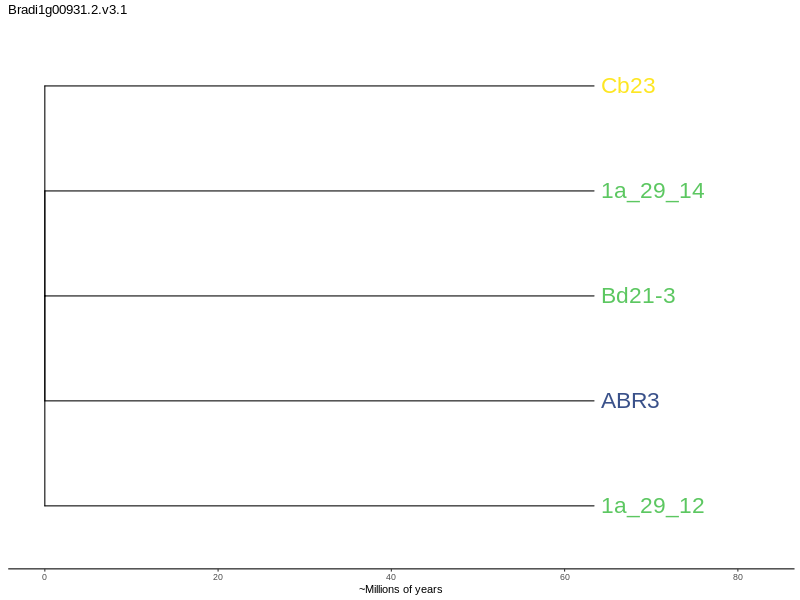 Bradi1g00931.2.v3.1
Cb23
1a_29_14
Bd21-3
ABR3
1a_29_12
0 20 40 60 80
~Millions of years